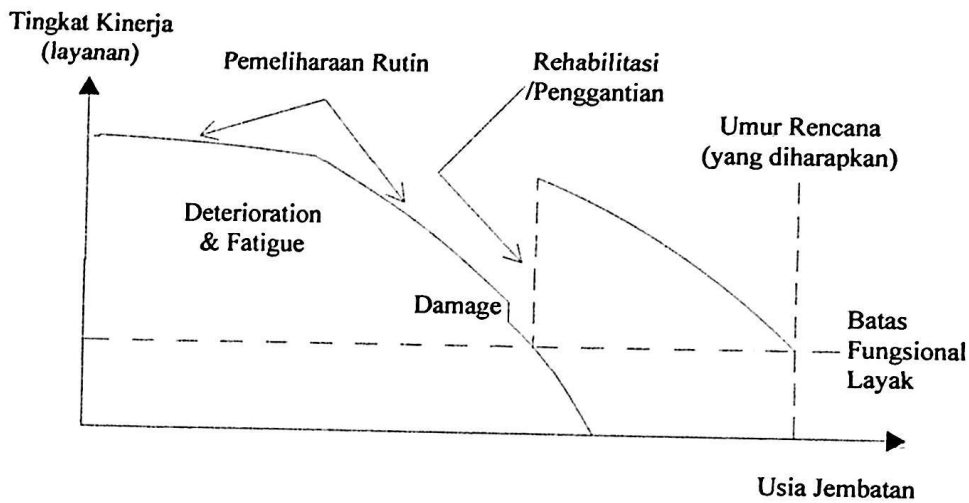 Tingkat Kinerja
(layanan)
Pemeliharaan Rutin
Rehabilitasi
/Penggantian
Umur Rencana
(yang diharapkan)
Deterioration
& Fatigue
Damage
Batas
Fungsional
Layak
Usia Jembatan